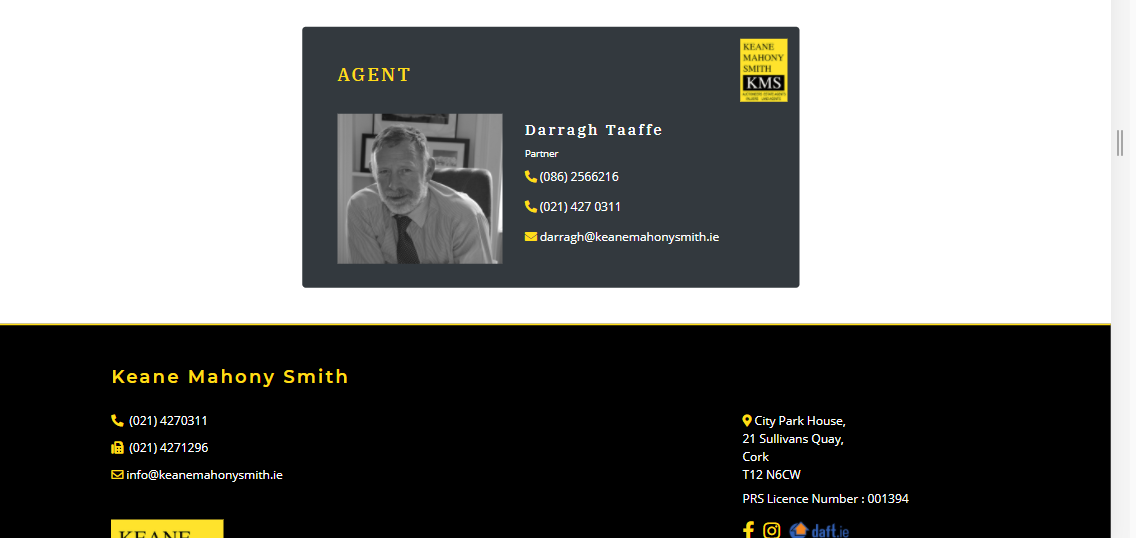 KEANE
MAHONY
SMITH
KMS
AGENT
Darragh Taaffe
Partner
(086) 2566216
(021) 427 0311
darragh@keanemahonysmith.ie
Keane Mahony Smith
(021) 4270311
(021) 4271296
info@keanemahonysmith.ie
City Park House,
21 Sullivans Quay,
Cork
T12 N6CW
PRS Licence Number : 001394
daft.ie
KEANE